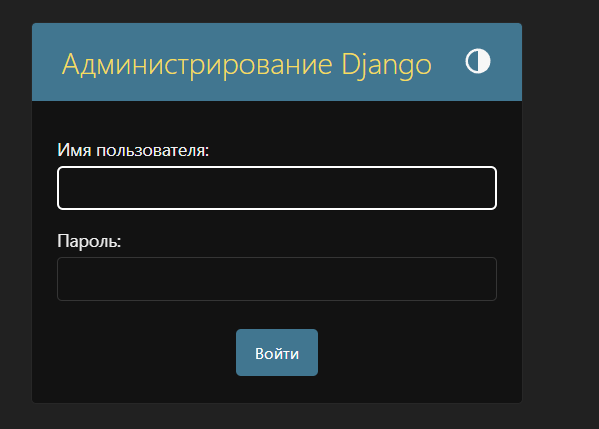 Администрирование Django
Имя пользователя:
Пароль:
Войти